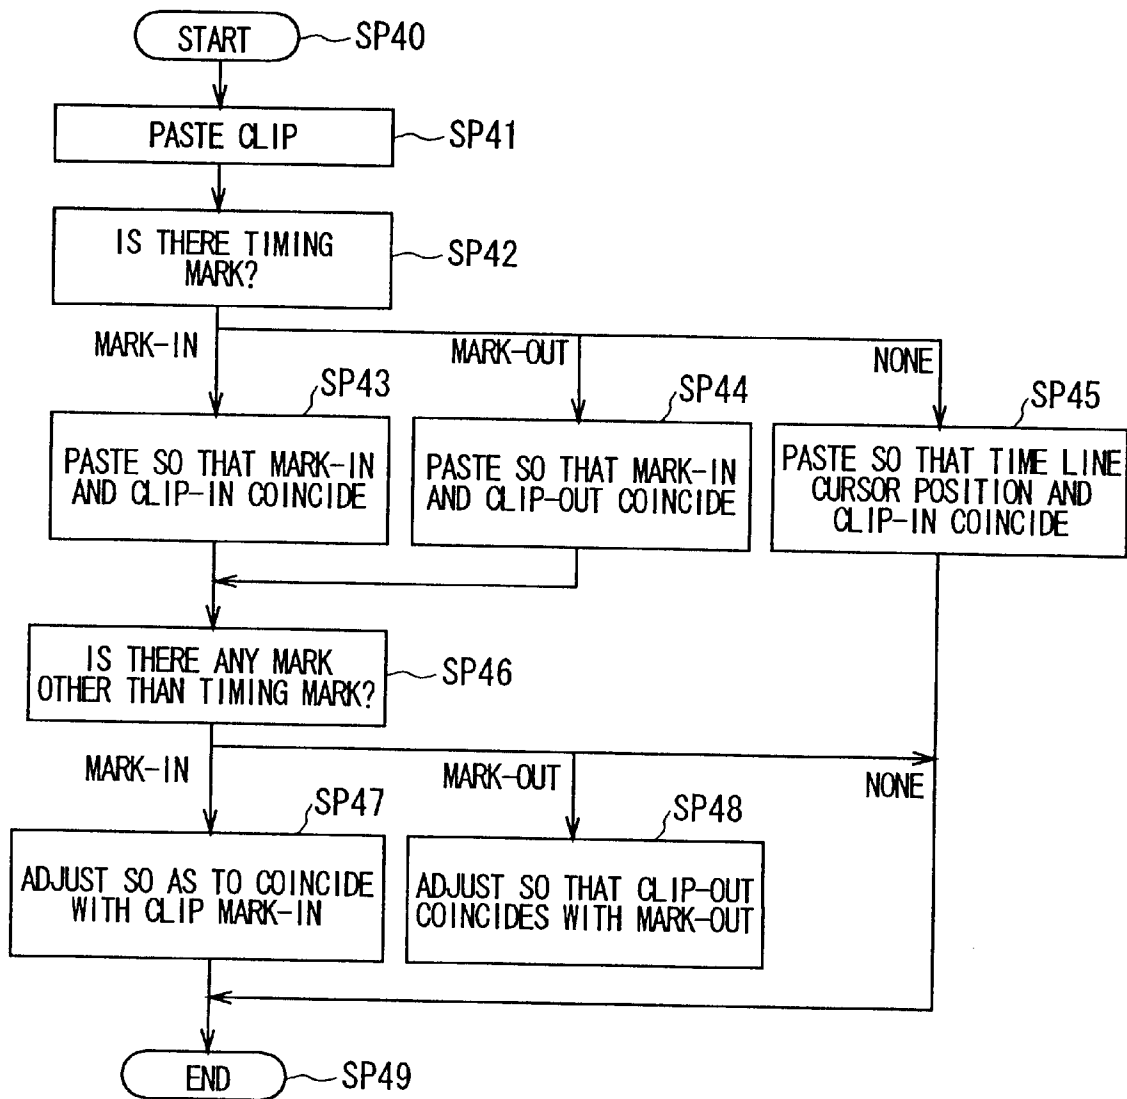 START
SP40
PASTE CLIP
SP41
IS THERE TIMING
MARK?
SP42
MARK-IN
MARK-OUT
NONE
SP43
SP44
SP45
PASTE SO THAT MARK-IN
AND CLIP-IN COINCIDE
PASTE SO THAT MARK-IN
AND CLIP-OUT COINCIDE
PASTE SO THAT TIME LINE
CURSOR POSITION AND
CLIP-IN COINCIDE
IS THERE ANY MARK
OTHER THAN TIMING MARK?
SP46
MARK-IN
MARK-OUT
NONE
SP47
SP48
ADJUST SO AS TO COINCIDE
WITH CLIP MARK-IN
ADJUST SO THAT CLIP-OUT
COINCIDES WITH MARK-OUT
END
SP49